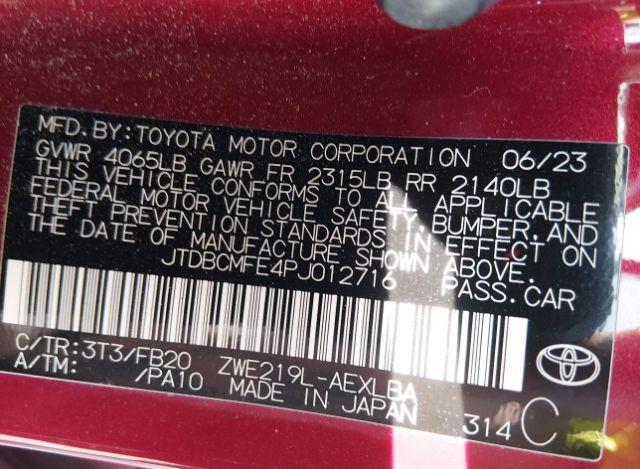 MFD. BY: TOYOTA MOTOR CORPORATION 06/23
GVWR 4065LB GAWR FR 2315LB RR 2140LB
THIS VEHICLE CONFORMS TO ALL APPLICABLE
FEDERAL MOTOR VEHICLE SAFETY, BUMPER, AND
THEFT PREVENTION STANDARDS IN EFFECT ON
THE DATE OF MANUFACTURE SHOWN ABOVE.
JTDBCMFE4PJ012716 PASS. CAR
C/TR: 3T3/FB20 ZWE219L-AEXLBA
A/TM: /PA10 MADE IN JAPAN 314 C